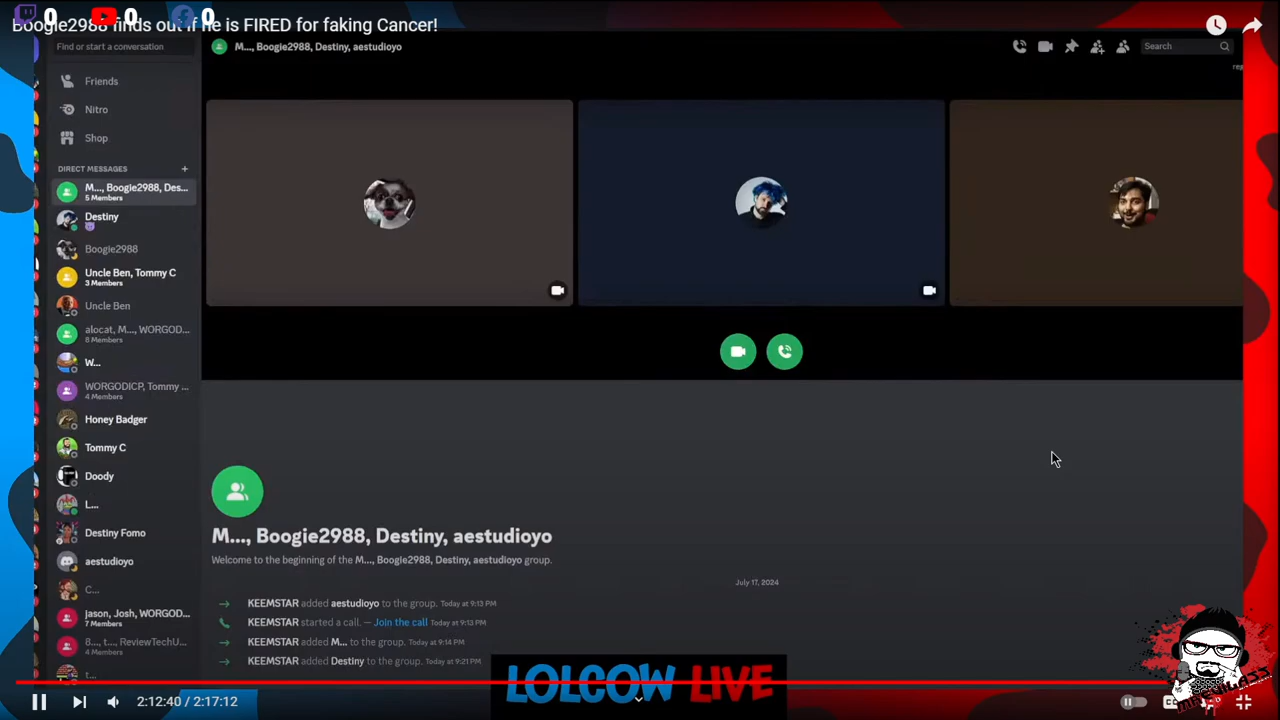 0 0 0
Boogie2988 finds out if he is FIRED for faking Cancer!
Find or start a conversation
M..., Boogie2988, Destiny, aestudioyo
Search
Friends
Nitro
Shop
DIRECT MESSAGES +
M..., Boogie2988, Des...
5 Members
Destiny
Boogie2988
Uncle Ben, Tommy C
3 Members
Uncle Ben
alocat, M..., WORGOD...
8 Members
W...
WORGODICP, Tommy ...
4 Members
Honey Badger
Tommy C
Doody
L...
Destiny Fomo
aestudioyo
C...
jason, Josh, WORGOD...
7 Members
8..., t..., ReviewTechU...
4 Members
t...
M..., Boogie2988, Destiny, aestudioyo
Welcome to the beginning of the M..., Boogie2988, Destiny, aestudioyo group.
July 17, 2024
KEEMSTAR added aestudioyo to the group. Today at 9:13 PM
KEEMSTAR started a call. — Join the call Today at 9:13 PM
KEEMSTAR added M... to the group. Today at 9:14 PM
KEEMSTAR added Destiny to the group. Today at 9:21 PM
LOLCOW LIVE
2:12:40 / 2:17:12